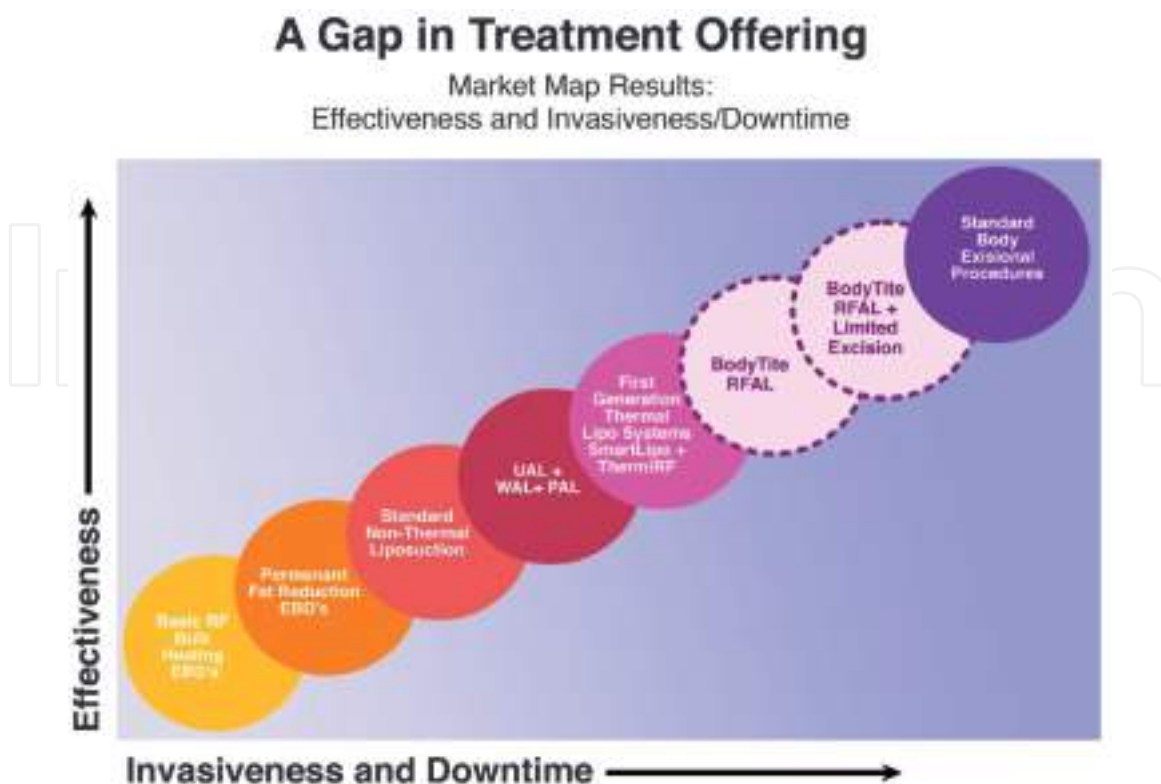 A Gap in Treatment Offering
Market Map Results:
Effectiveness and Invasiveness/Downtime
Effectiveness
Standard
Body
Exisional
Procedures
BodyTite
RFAL +
Limited
Excision
BodyTite
RFAL
First
Generation
Thermal
Lipo Systems
SmartLipo +
ThermiRF
UAL +
WAL+ PAL
Standard
Non-Thermal
Liposuction
Permenant
Fat Reduction
EBD's
Basic RF
Bulk
Heating
EBD's
Invasiveness and Downtime